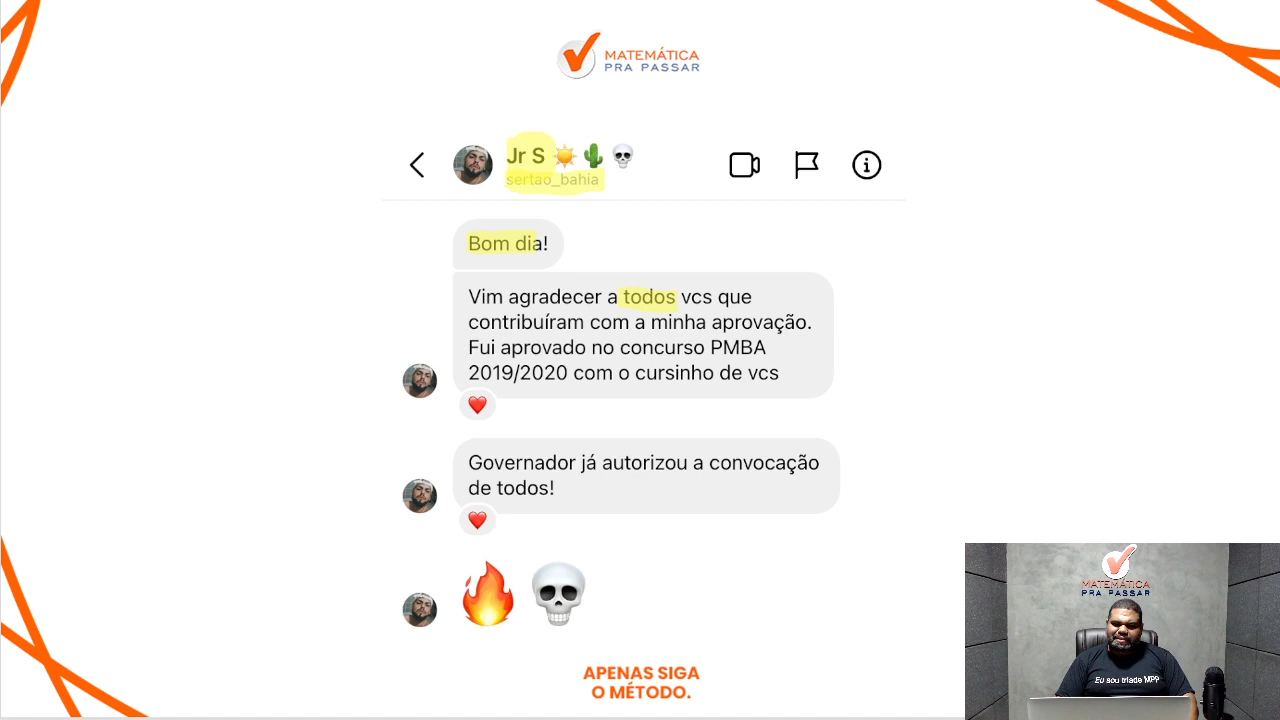 MATEMÁTICA
PRA PASSAR
Jr S ☀️🌵💀
sertao_bahia
Bom dia!
Vim agradecer a todos vcs que
contribuíram com a minha aprovação.
Fui aprovado no concurso PMBA
2019/2020 com o cursinho de vcs
Governador já autorizou a convocação
de todos!
MATEMÁTICA
PRA PASSAR
Eu sou tríade MPP
APENAS SIGA
O MÉTODO.